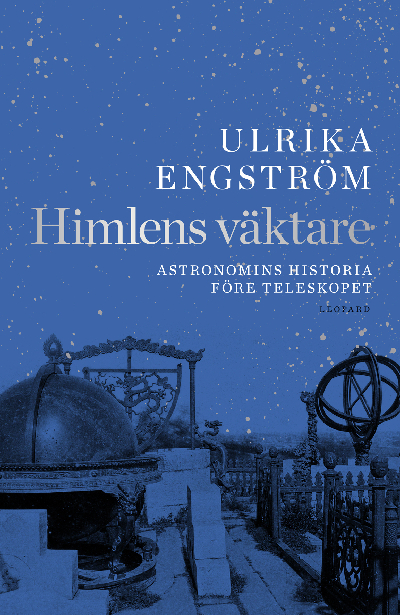 ULRIKA
ENGSTRÖM
Himlens väktare
ASTRONOMINS HISTORIA
FÖRE TELESKOPET
LEOPARD